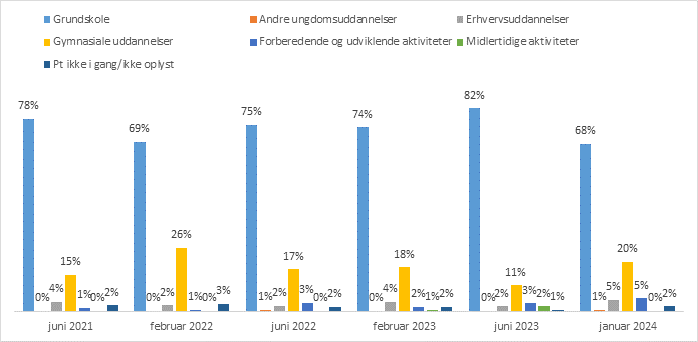 Grundskole
Andre ungdomsuddannelser
Erhvervsuddannelser
Gymnasiale uddannelser
Forberedende og udviklende aktiviteter
Midlertidige aktiviteter
Pt ikke i gang/ikke oplyst
78% 0% 4% 15% 1% 0% 2%
69% 0% 2% 26% 1% 0% 3%
75% 1% 2% 17% 3% 0% 2%
74% 0% 4% 18% 2% 1% 2%
82% 0% 2% 11% 3% 2% 1%
68% 1% 5% 20% 5% 0% 2%
juni 2021
februar 2022
juni 2022
februar 2023
juni 2023
januar 2024